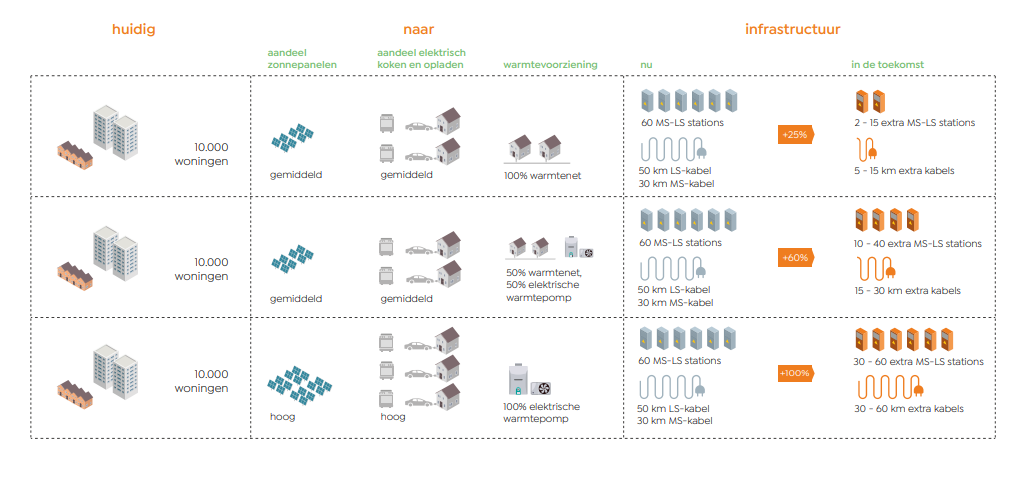 huidig
naar
infrastructuur
aandeel
zonnepanelen
aandeel elektrisch
koken en opladen
warmtevoorziening
nu
in de toekomst
10.000
woningen
gemiddeld
gemiddeld
100% warmtenet
60 MS-LS stations
50 km LS-kabel
30 km MS-kabel
+25%
2 - 15 extra MS-LS stations
5 - 15 km extra kabels
10.000
woningen
gemiddeld
gemiddeld
50% warmtenet,
50% elektrische
warmtepomp
60 MS-LS stations
50 km LS-kabel
30 km MS-kabel
+60%
10 - 40 extra MS-LS stations
15 - 30 km extra kabels
10.000
woningen
hoog
hoog
100% elektrische
warmtepomp
60 MS-LS stations
50 km LS-kabel
30 km MS-kabel
+100%
30 - 60 extra MS-LS stations
30 - 60 km extra kabels